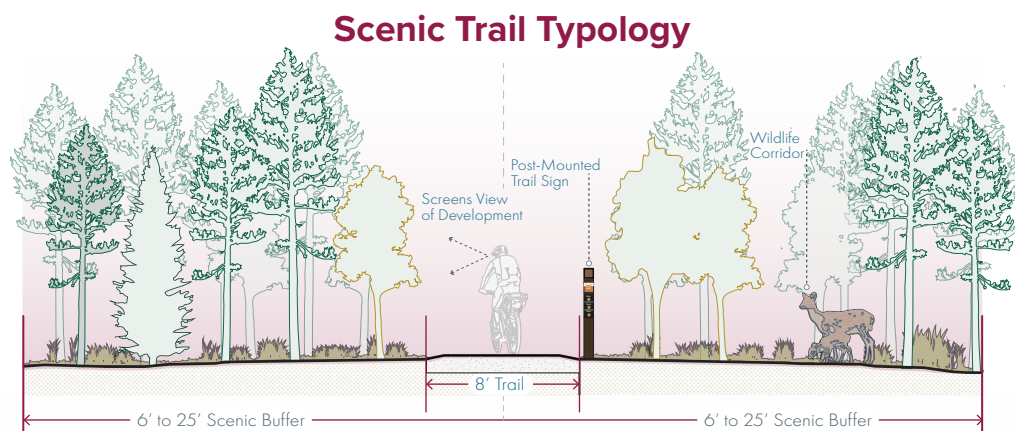 Scenic Trail Typology
Wildlife
Corridor
Post-Mounted
Trail Sign
Screens View
of Development
8’ Trail
6’ to 25’ Scenic Buffer
6’ to 25’ Scenic Buffer